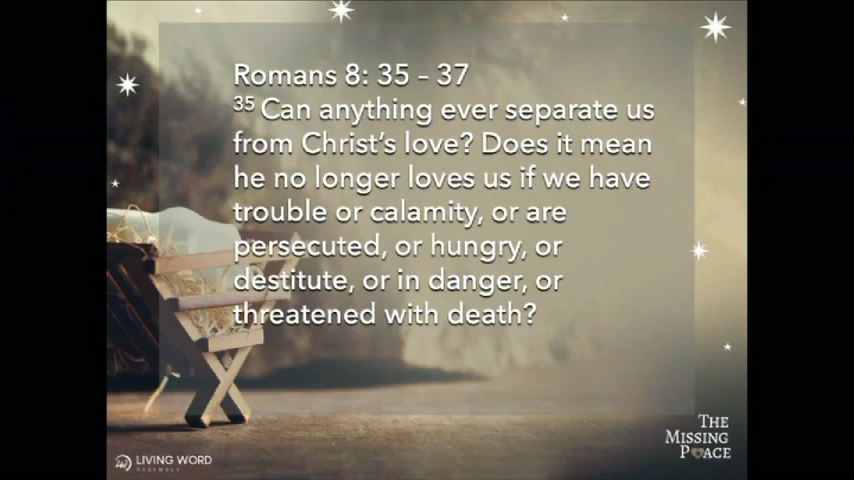 Romans 8: 35 – 37
35 Can anything ever separate us
from Christ’s love? Does it mean
he no longer loves us if we have
trouble or calamity, or are
persecuted, or hungry, or
destitute, or in danger, or
threatened with death?
THE
MISSING
PEACE
LIVING WORD
ASSEMBLY